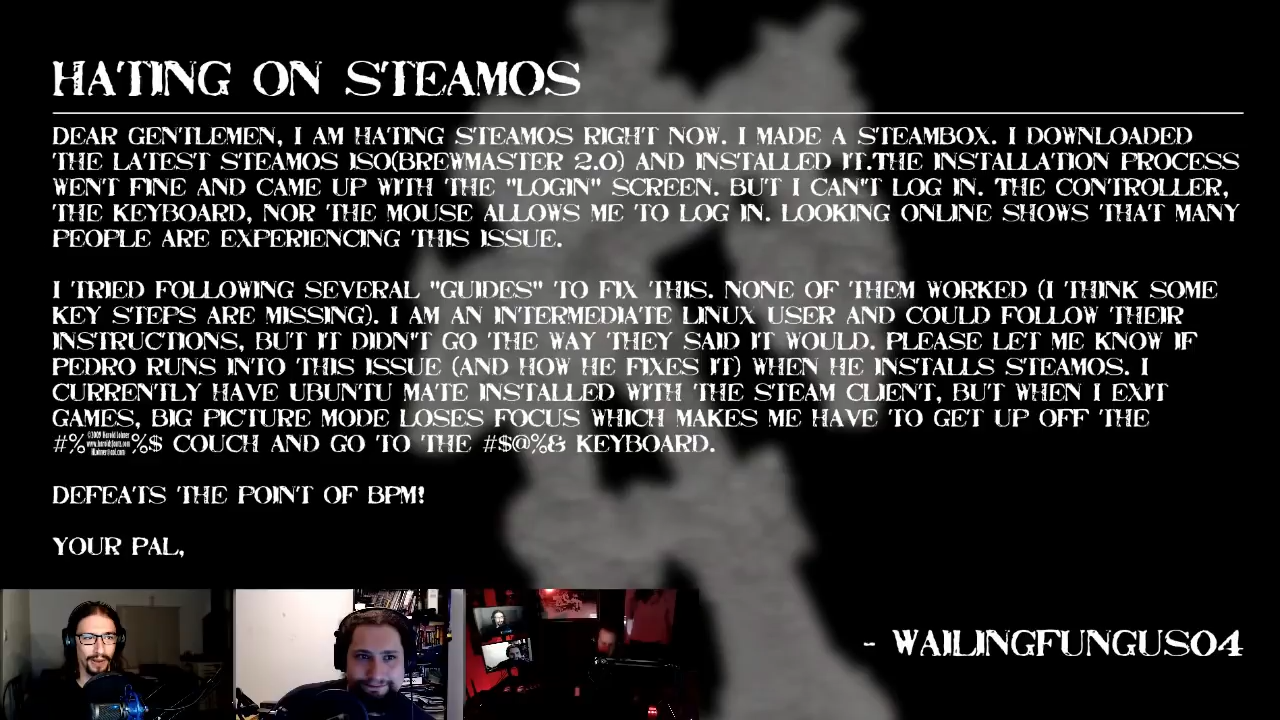 HATING ON STEAMOS
DEAR GENTLEMEN, I AM HATING STEAMOS RIGHT NOW. I MADE A STEAMBOX. I DOWNLOADED
THE LATEST STEAMOS ISO(BREWMASTER 2.0) AND INSTALLED IT.THE INSTALLATION PROCESS
WENT FINE AND CAME UP WITH THE "LOGIN" SCREEN. BUT I CAN'T LOG IN. THE CONTROLLER,
THE KEYBOARD, NOR THE MOUSE ALLOWS ME TO LOG IN. LOOKING ONLINE SHOWS THAT MANY
PEOPLE ARE EXPERIENCING THIS ISSUE.
I TRIED FOLLOWING SEVERAL "GUIDES" TO FIX THIS. NONE OF THEM WORKED (I THINK SOME
KEY STEPS ARE MISSING). I AM AN INTERMEDIATE LINUX USER AND COULD FOLLOW THEIR
INSTRUCTIONS, BUT IT DIDN'T GO THE WAY THEY SAID IT WOULD. PLEASE LET ME KNOW IF
PEDRO RUNS INTO THIS ISSUE (AND HOW HE FIXES IT) WHEN HE INSTALLS STEAMOS. I
CURRENTLY HAVE UBUNTU MATE INSTALLED WITH THE STEAM CLIENT, BUT WHEN I EXIT
GAMES, BIG PICTURE MODE LOSES FOCUS WHICH MAKES ME HAVE TO GET UP OFF THE
#%%$ COUCH AND GO TO THE #$@%& KEYBOARD.
DEFEATS THE POINT OF BPM!
YOUR PAL,
- WAILINGFUNGUS04